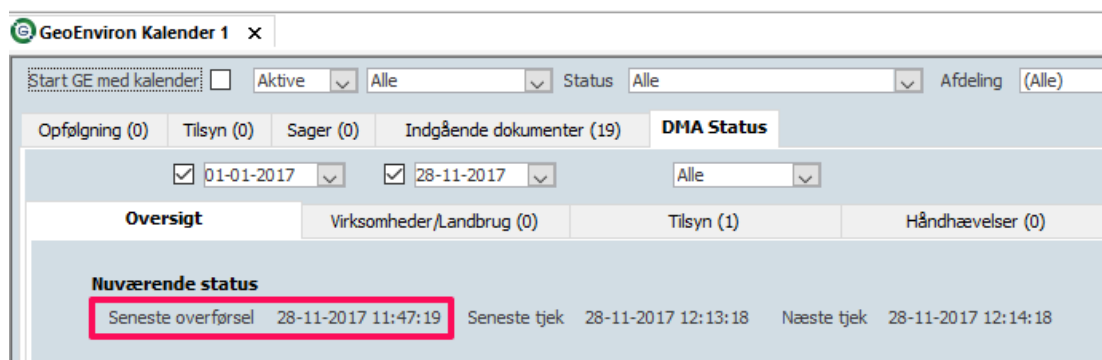 GeoEnviron Kalender 1 X
Start GE med kalender Aktive Alle Status Alle Afdeling (Alle)
Opfølgning (0) Tilsyn (0) Sager (0) Indgående dokumenter (19) DMA Status
01-01-2017 28-11-2017 Alle
Oversigt Virksomheder/Landbrug (0) Tilsyn (1) Håndhævelser (0)
Nuværende status
Seneste overførsel 28-11-2017 11:47:19 Seneste tjek 28-11-2017 12:13:18 Næste tjek 28-11-2017 12:14:18